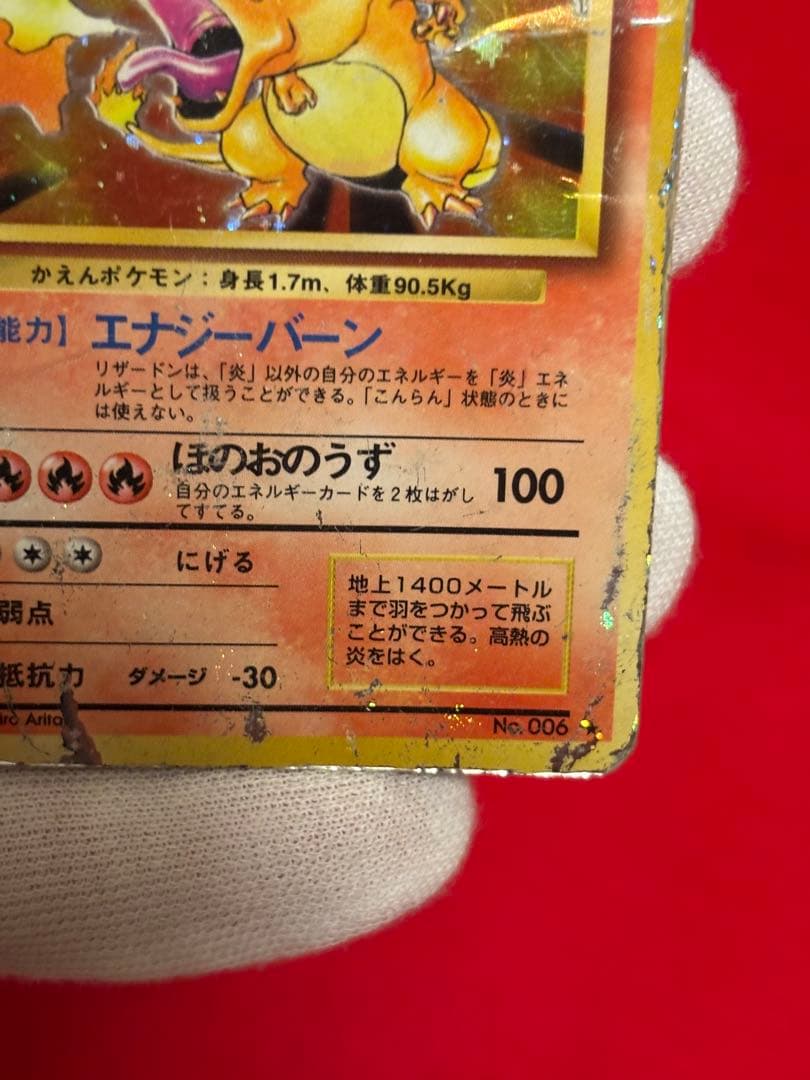 かえんポケモン：身長1.7m、体重90.5Kg
能力】エナジーバーン
リザードンは、「炎」以外の自分のエネルギーを「炎」エネ
ルギーとして扱うことができる。「こんらん」状態のときに
は使えない。
ほのおのうず 100
自分のエネルギーカードを2枚はがし
てすてる。
にげる
地上1400メートル
まで羽をつかって飛ぶ
ことができる。高熱の
炎をはく。
弱点
抵抗力 ダメージ -30
Arita
No. 006 ★